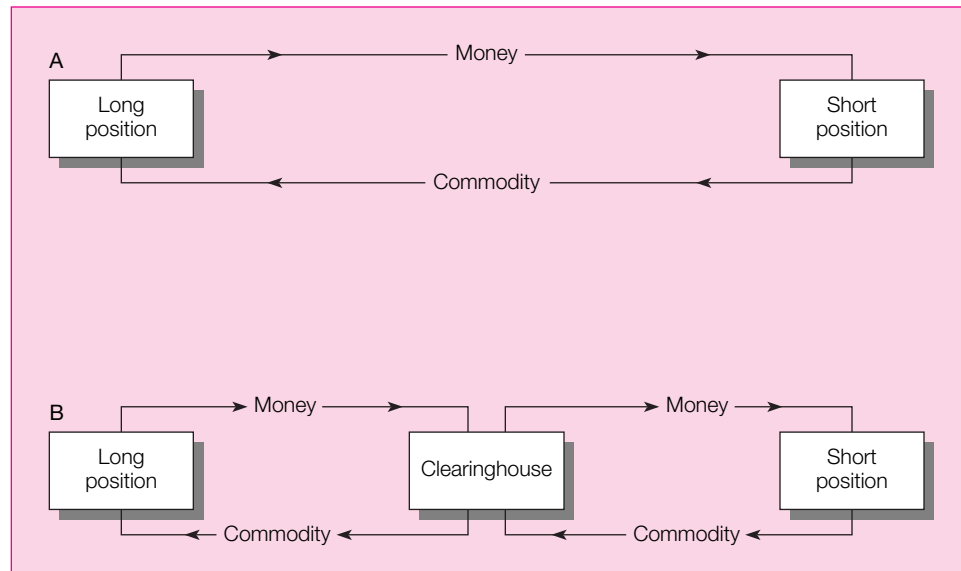 A
Money
Long
position
Short
position
Commodity
B
Money
Money
Long
position
Clearinghouse
Short
position
Commodity
Commodity